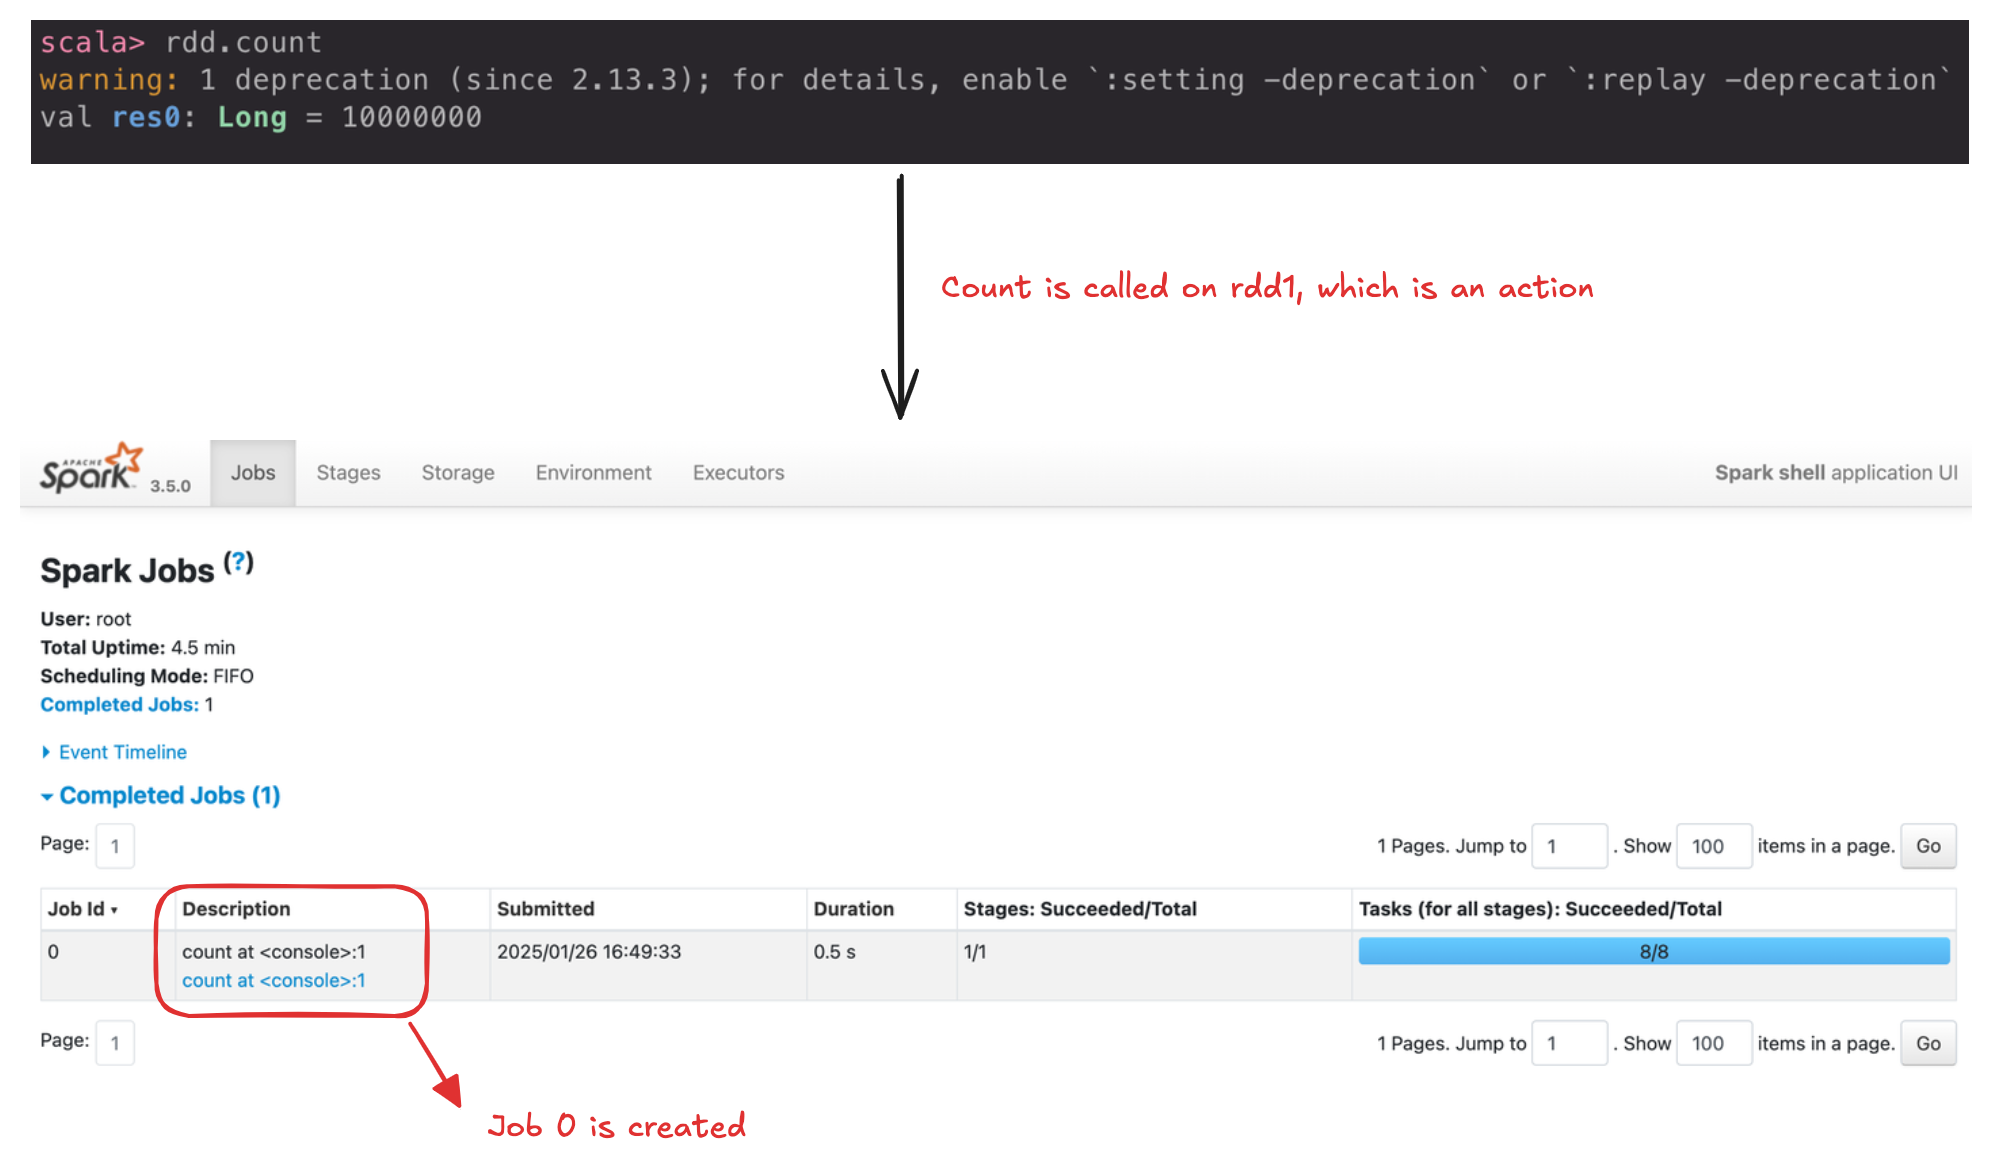 scala> rdd.count
warning: 1 deprecation (since 2.13.3); for details, enable `:setting -deprecation` or `:replay -deprecation`
val res0: Long = 10000000
Count is called on rdd1, which is an action
APACHE Spark 3.5.0 Jobs Stages Storage Environment Executors Spark shell application UI
Spark Jobs (?)
User: root
Total Uptime: 4.5 min
Scheduling Mode: FIFO
Completed Jobs: 1
Event Timeline
Completed Jobs (1)
Page: 1 1 Pages. Jump to 1 . Show 100 items in a page. Go
Job Id ▾ Description Submitted Duration Stages: Succeeded/Total Tasks (for all stages): Succeeded/Total
0 count at <console>:1 2025/01/26 16:49:33 0.5 s 1/1 8/8
count at <console>:1
Page: 1 1 Pages. Jump to 1 . Show 100 items in a page. Go
Job 0 is created